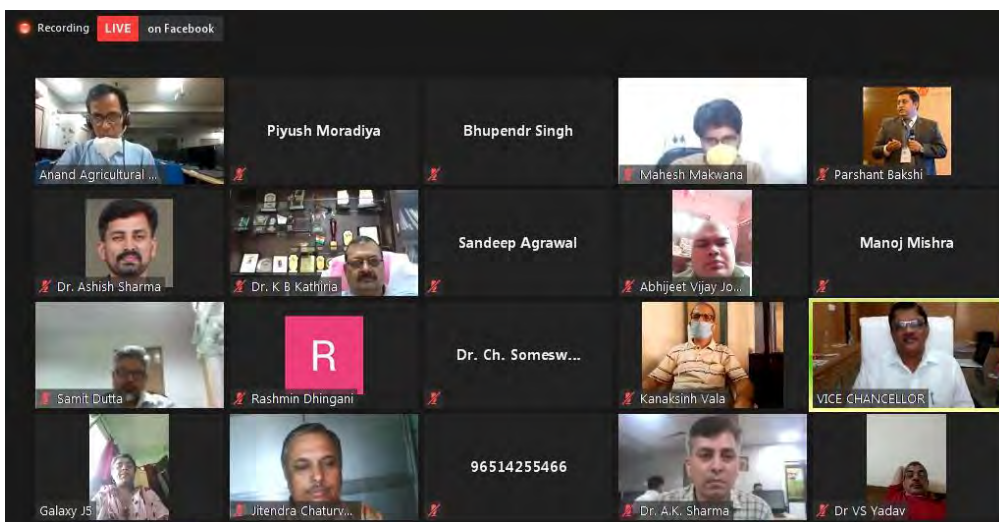 Recording LIVE on Facebook
Anand Agricultural ...
Piyush Moradiya
Bhupendr Singh
Mahesh Makwana
Parshant Bakshi
Dr. Ashish Sharma
Dr. K B Kathiria
Sandeep Agrawal
Abhijeet Vijay Jo...
Manoj Mishra
Samit Dutta
R
Rashmin Dhingani
Dr. Ch. Somesw...
Kanaksinh Vala
VICE CHANCELLOR
Galaxy J5
Jitendra Chaturv...
96514255466
Dr. A.K. Sharma
Dr VS Yadav